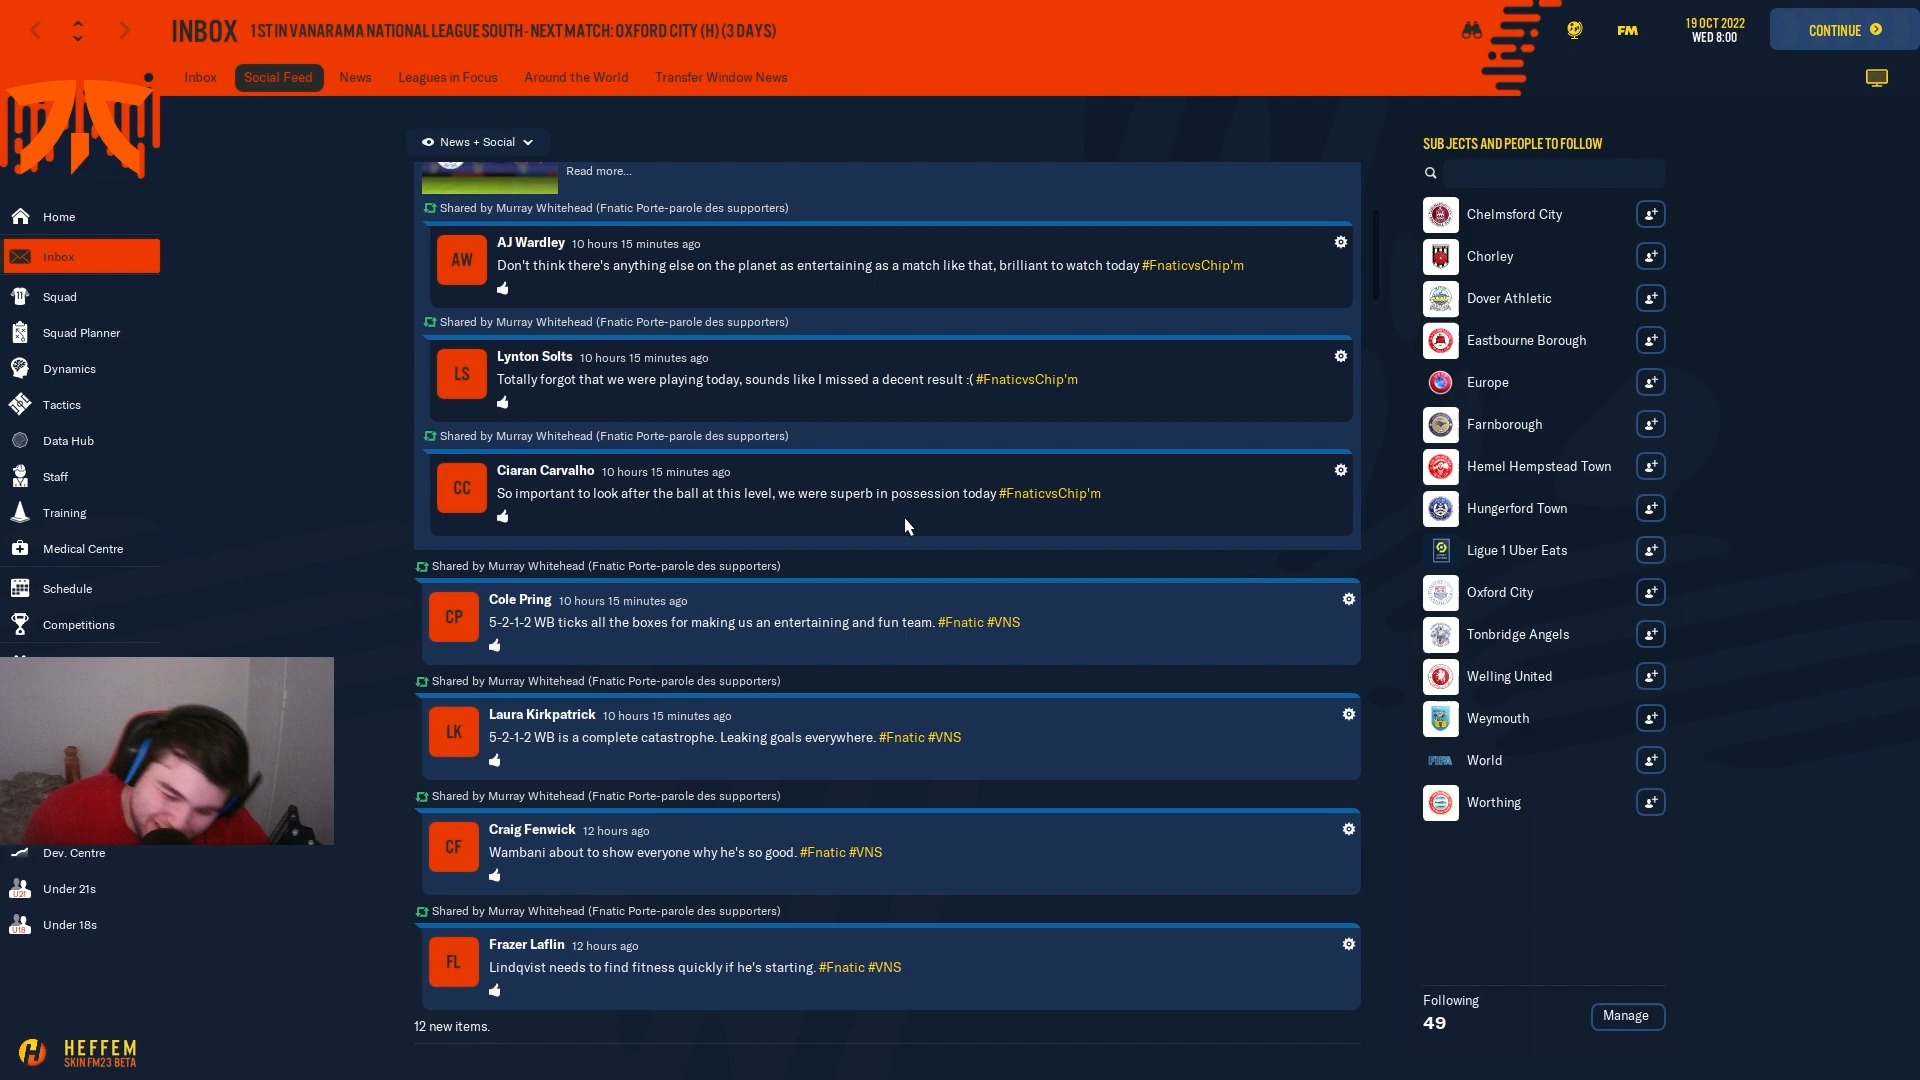 INBOX
1ST IN VANARAMA NATIONAL LEAGUE SOUTH - NEXT MATCH: OXFORD CITY (H) (3 DAYS)
FM
19 OCT 2022
WED 8:00
CONTINUE
Inbox
Social Feed
News
Leagues in Focus
Around the World
Transfer Window News
Home
Inbox
Squad
Squad Planner
Dynamics
Tactics
Data Hub
Staff
Training
Medical Centre
Schedule
Competitions
Dev. Centre
U21
Under 21s
U18
Under 18s
HEFFEM
SKIN FM23 BETA
News + Social
Read more...
Shared by Murray Whitehead (Fnatic Porte-parole des supporters)
AW
AJ Wardley 10 hours 15 minutes ago
Don't think there's anything else on the planet as entertaining as a match like that, brilliant to watch today #FnaticvsChip'm
Shared by Murray Whitehead (Fnatic Porte-parole des supporters)
LS
Lynton Solts 10 hours 15 minutes ago
Totally forgot that we were playing today, sounds like I missed a decent result :( #FnaticvsChip'm
Shared by Murray Whitehead (Fnatic Porte-parole des supporters)
CC
Ciaran Carvalho 10 hours 15 minutes ago
So important to look after the ball at this level, we were superb in possession today #FnaticvsChip'm
Shared by Murray Whitehead (Fnatic Porte-parole des supporters)
CP
Cole Pring 10 hours 15 minutes ago
5-2-1-2 WB ticks all the boxes for making us an entertaining and fun team. #Fnatic #VNS
Shared by Murray Whitehead (Fnatic Porte-parole des supporters)
LK
Laura Kirkpatrick 10 hours 15 minutes ago
5-2-1-2 WB is a complete catastrophe. Leaking goals everywhere. #Fnatic #VNS
Shared by Murray Whitehead (Fnatic Porte-parole des supporters)
CF
Craig Fenwick 12 hours ago
Wambani about to show everyone why he's so good. #Fnatic #VNS
Shared by Murray Whitehead (Fnatic Porte-parole des supporters)
FL
Frazer Laflin 12 hours ago
Lindqvist needs to find fitness quickly if he's starting. #Fnatic #VNS
12 new items.
SUBJECTS AND PEOPLE TO FOLLOW
Chelmsford City
Chorley
Dover Athletic
Eastbourne Borough
Europe
Farnborough
Hemel Hempstead Town
Hungerford Town
Ligue 1 Uber Eats
Oxford City
Tonbridge Angels
Welling United
Weymouth
FIFA
World
Worthing
Following
49
Manage